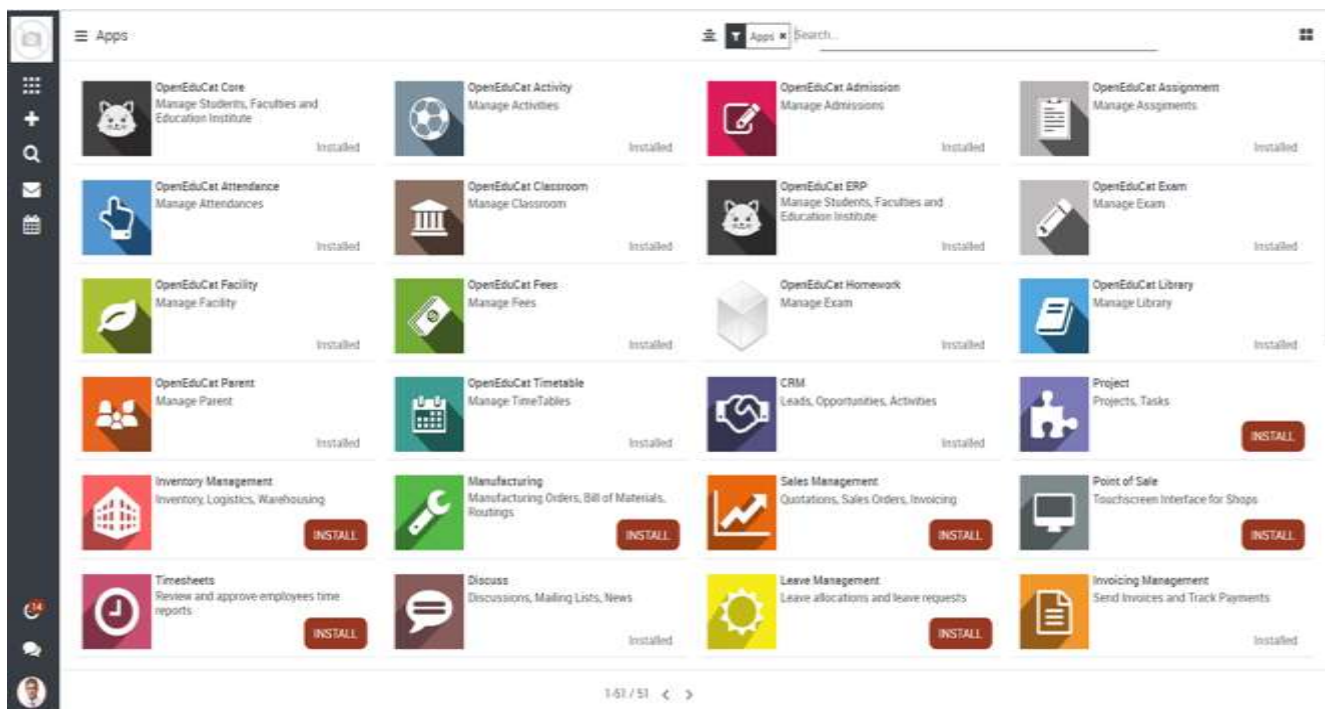 Apps
Apps ×
Search...
OpenEduCat Core
Manage Students, Faculties and
Education Institute
Installed
OpenEduCat Activity
Manage Activities
Installed
OpenEduCat Admission
Manage Admissions
Installed
OpenEduCat Assignment
Manage Assgiments
Installed
OpenEduCat Attendance
Manage Attendances
Installed
OpenEduCat Classroom
Manage Classroom
Installed
OpenEduCat ERP
Manage Students, Faculties and
Education Institute
Installed
OpenEduCat Exam
Manage Exam
Installed
OpenEduCat Facility
Manage Facility
Installed
OpenEduCat Fees
Manage Fees
Installed
OpenEduCat Homework
Manage Exam
Installed
OpenEduCat Library
Manage Library
Installed
OpenEduCat Parent
Manage Parent
Installed
OpenEduCat Timetable
Manage TimeTables
Installed
CRM
Leads, Opportunities, Activities
Installed
Project
Projects, Tasks
INSTALL
Inventory Management
Inventory, Logistics, Warehousing
INSTALL
Manufacturing
Manufacturing Orders, Bill of Materials,
Routings
INSTALL
Sales Management
Quotations, Sales Orders, Invoicing
INSTALL
Point of Sale
Touchscreen Interface for Shops
INSTALL
Timesheets
Review and approve employees time
reports
INSTALL
Discuss
Discussions, Mailing Lists, News
Installed
Leave Management
Leave allocations and leave requests
INSTALL
Invoicing Management
Send Invoices and Track Payments
Installed
14
1-51 / 51